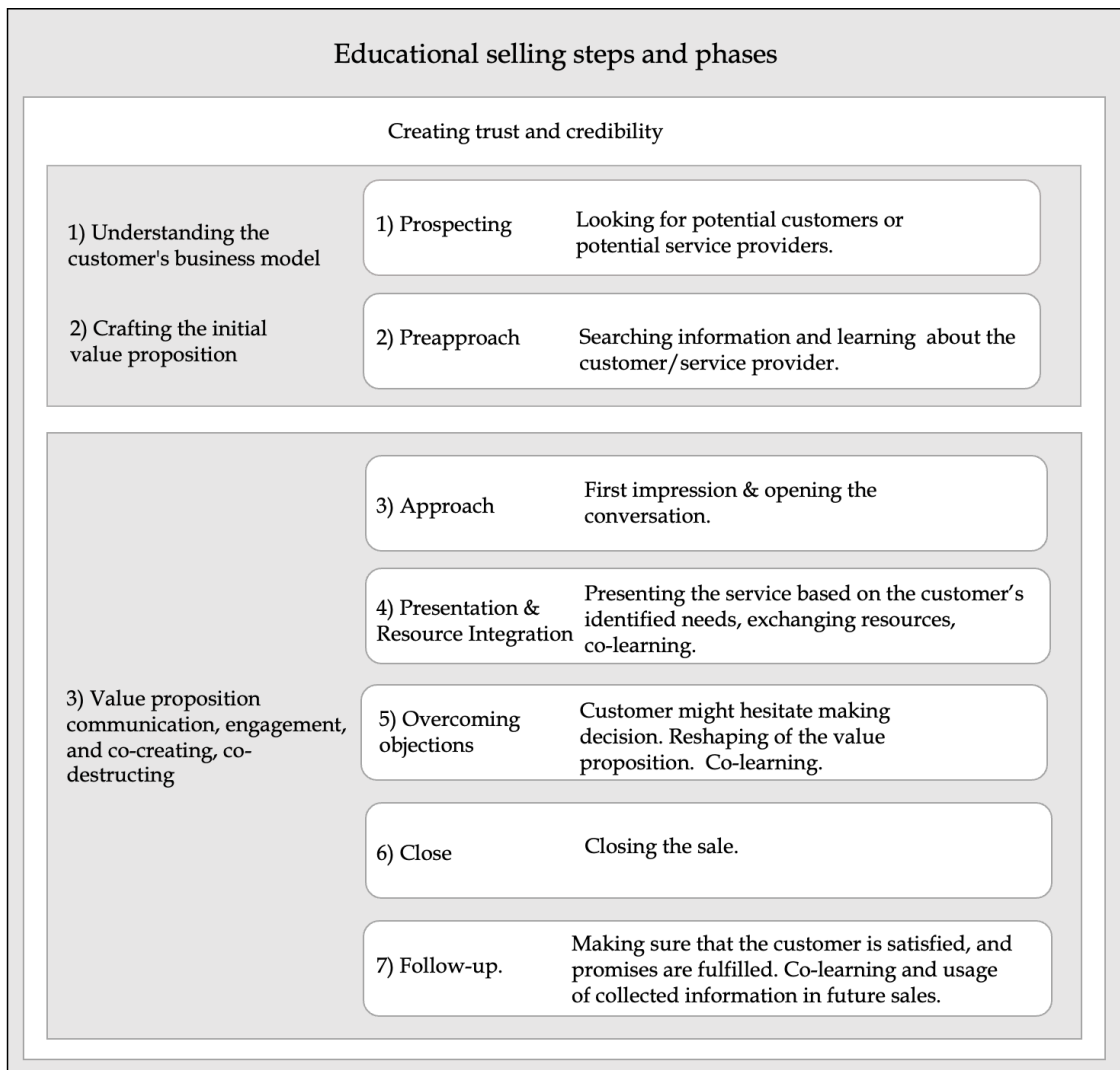 Educational selling steps and phases
Creating trust and credibility
1) Understanding the
customer's business model
1) Prospecting
Looking for potential customers or
potential service providers.
2) Crafting the initial
value proposition
2) Preapproach
Searching information and learning  about the
customer/service provider.
3) Value proposition
communication, engagement,
and co-creating, co-
destructing
3) Approach
First impression & opening the
conversation.
4) Presentation &
Resource Integration
Presenting the service based on the customer’s
identified needs, exchanging resources,
co-learning.
5) Overcoming
objections
Customer might hesitate making
decision. Reshaping of the value
proposition.  Co-learning.
6) Close
Closing the sale.
7) Follow-up.
Making sure that the customer is satisfied, and
promises are fulfilled. Co-learning and usage
of collected information in future sales.